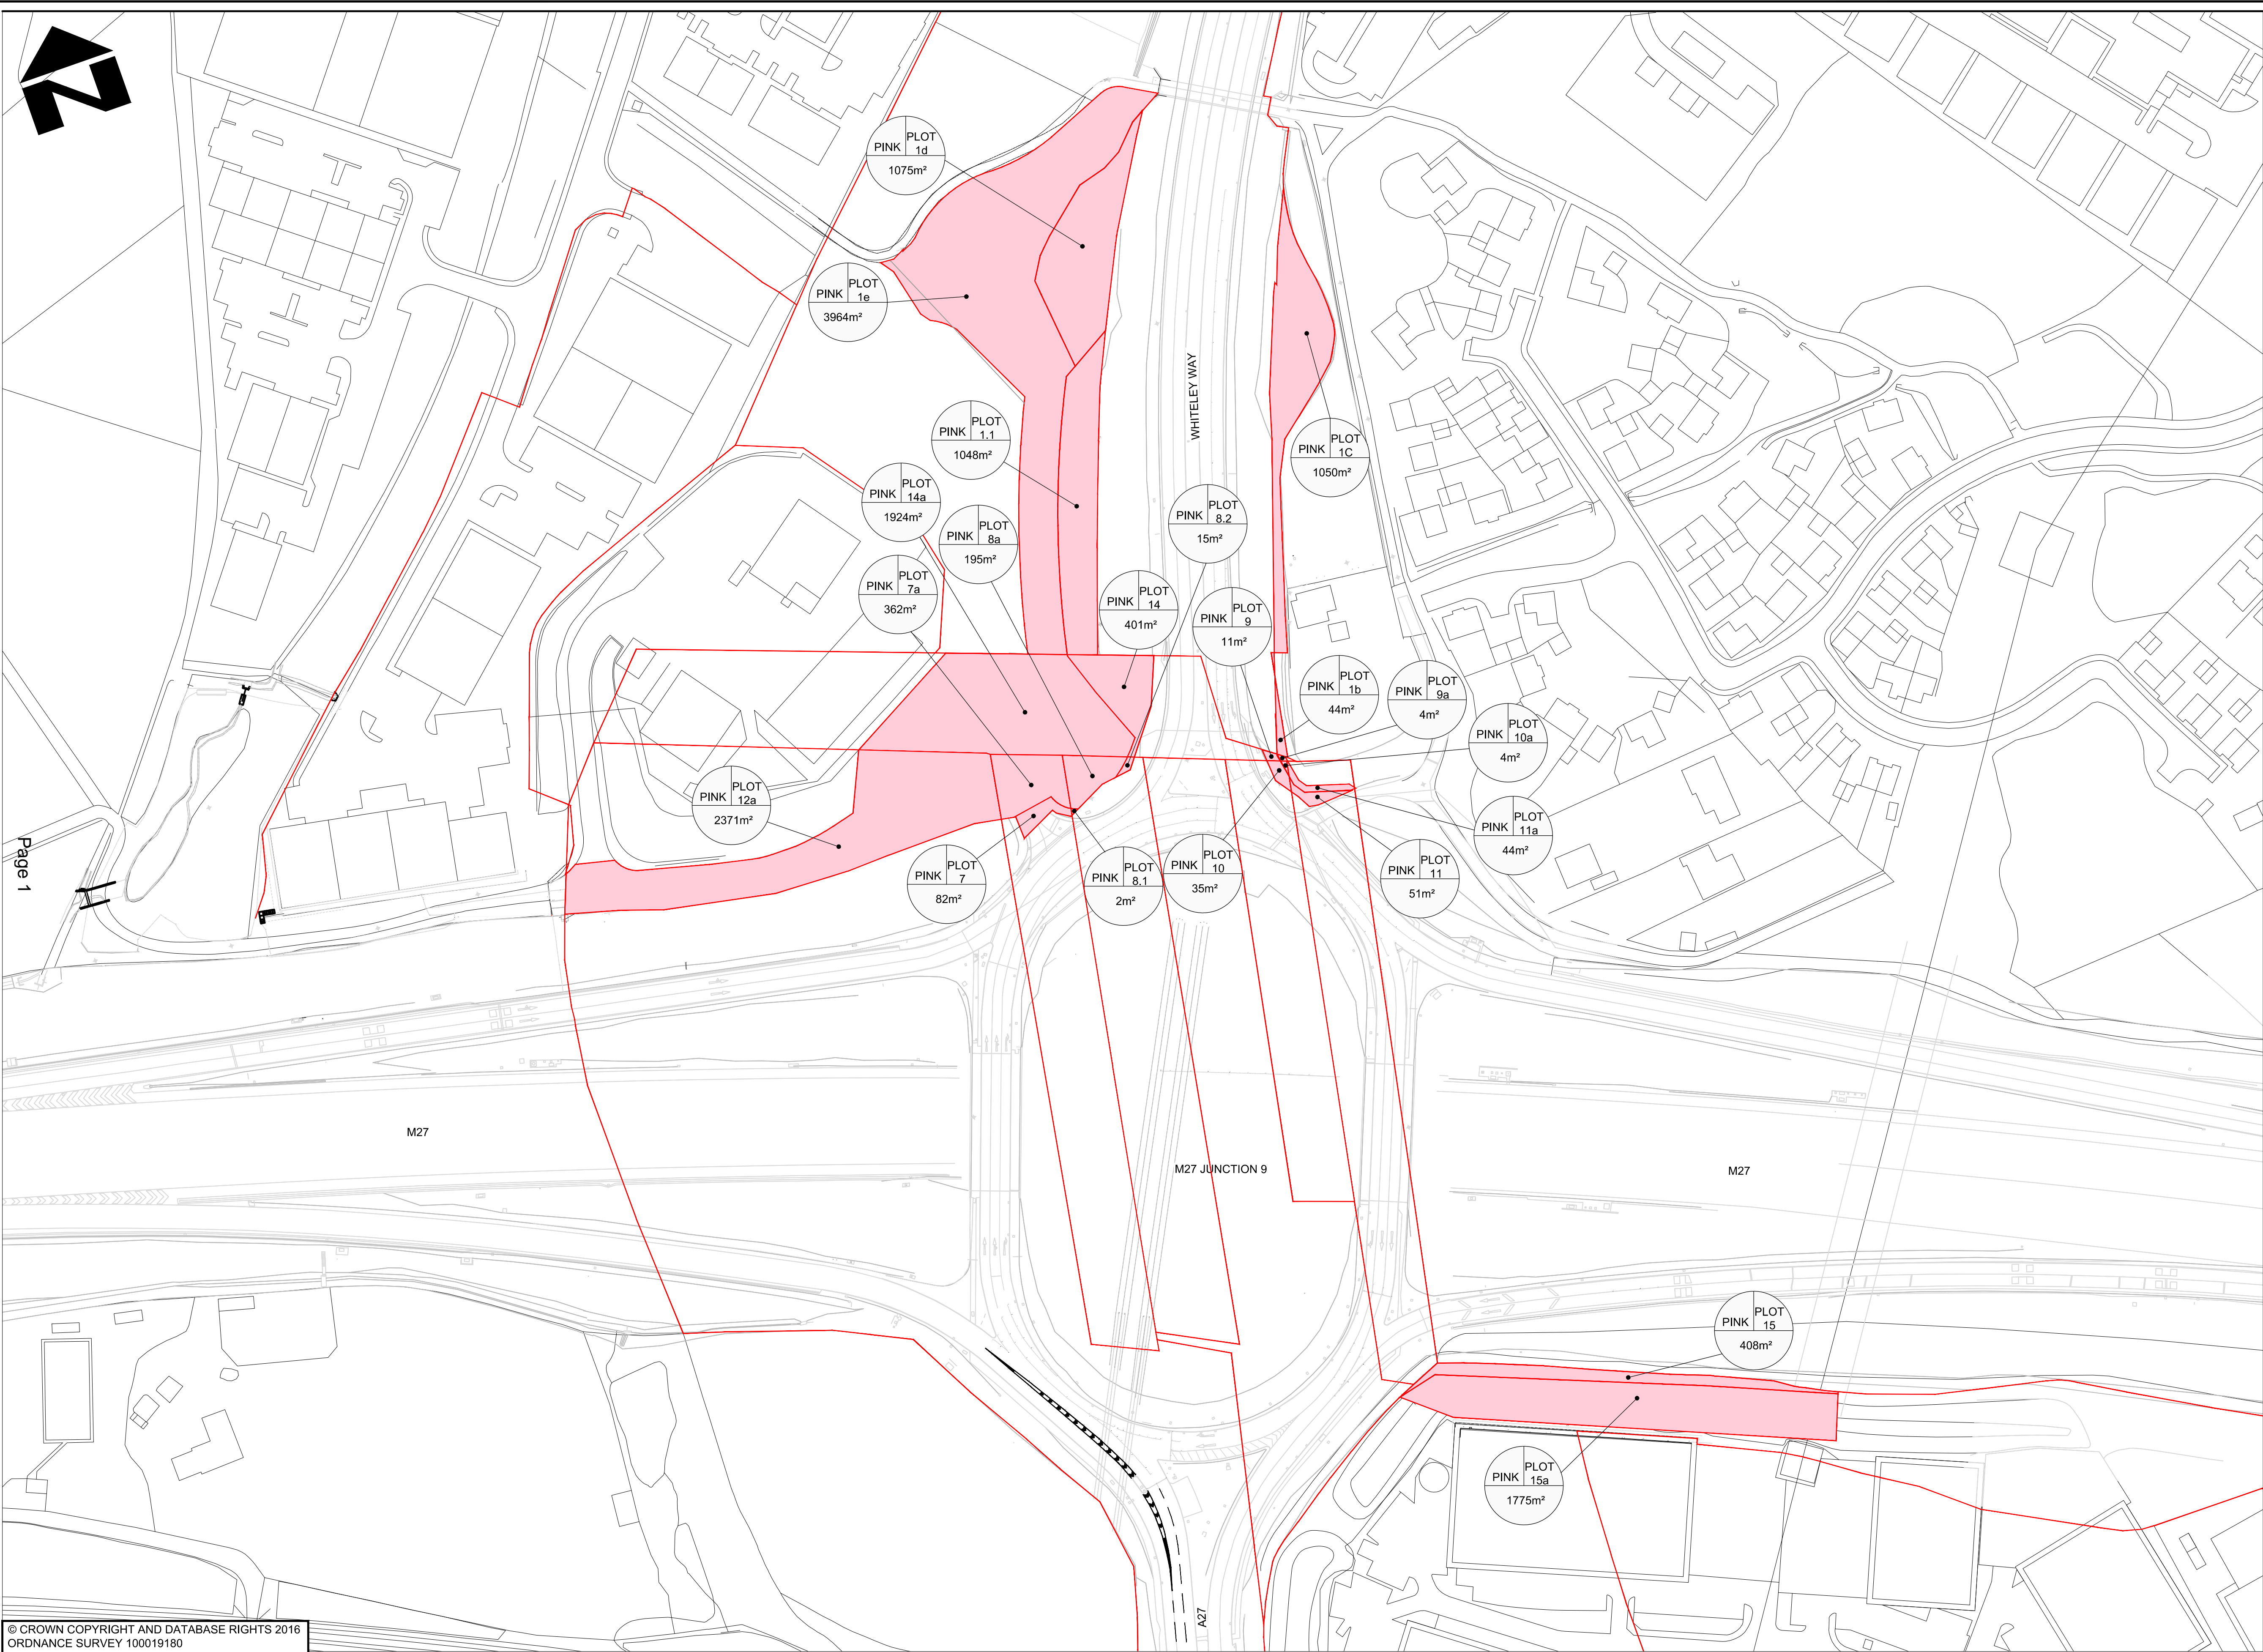 N
PINK PLOT
1d
1075m²
PINK PLOT
1e
3964m²
WHITELEY WAY
PINK PLOT
1.1
1048m²
PINK PLOT
1C
1050m²
PINK PLOT
14a
1924m²
PINK PLOT
8.2
15m²
PINK PLOT
8a
195m²
PINK PLOT
7a
362m²
PINK PLOT
14
401m²
PINK PLOT
9
11m²
PINK PLOT
1b
44m²
PINK PLOT
9a
4m²
PINK PLOT
10a
4m²
PINK PLOT
12a
2371m²
PINK PLOT
11a
44m²
PINK PLOT
7
82m²
PINK PLOT
8.1
2m²
PINK PLOT
10
35m²
PINK PLOT
11
51m²
Page 1
M27
M27 JUNCTION 9
M27
PINK PLOT
15
408m²
PINK PLOT
15a
1775m²
A27
© CROWN COPYRIGHT AND DATABASE RIGHTS 2016
ORDNANCE SURVEY 100019180